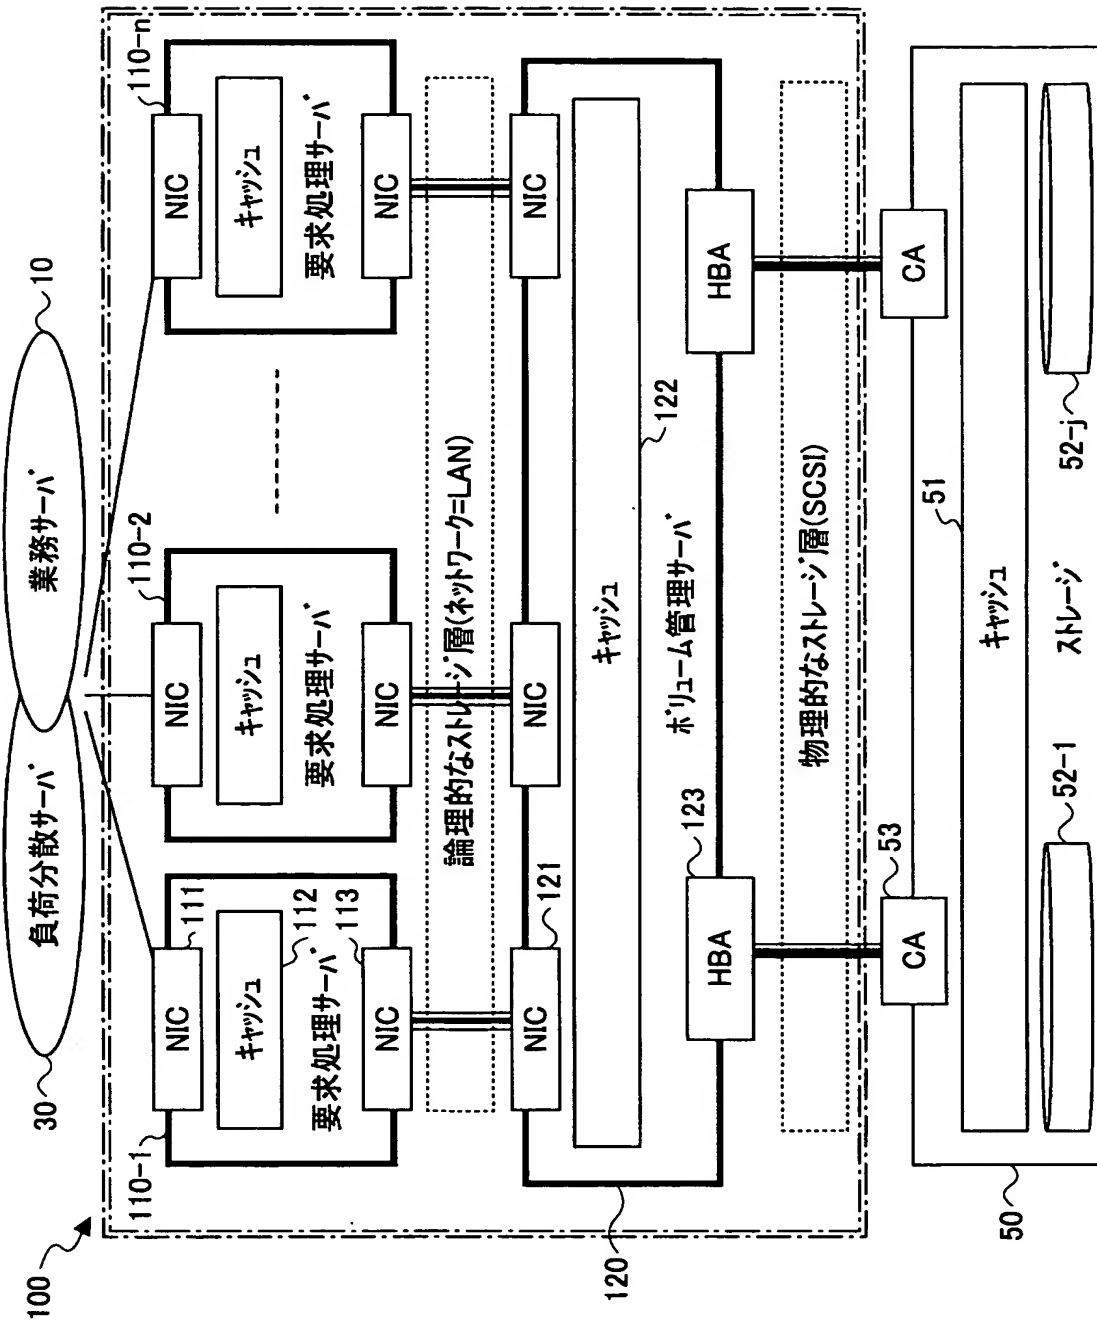 100
30
負荷分散サーバ
業務サーバ
10
110-1
NIC
111
110-2
NIC
110-n
NIC
キャッシュ
112
キャッシュ
キャッシュ
要求処理サーバ
要求処理サーバ
要求処理サーバ
NIC
113
NIC
NIC
論理的なストレージ層(ネットワーク=LAN)
NIC
121
NIC
NIC
キャッシュ
122
120
ボリューム管理サーバ
HBA
123
HBA
物理的なストレージ層(SCSI)
CA
53
CA
50
キャッシュ
51
52-1
ストレージ
52-j